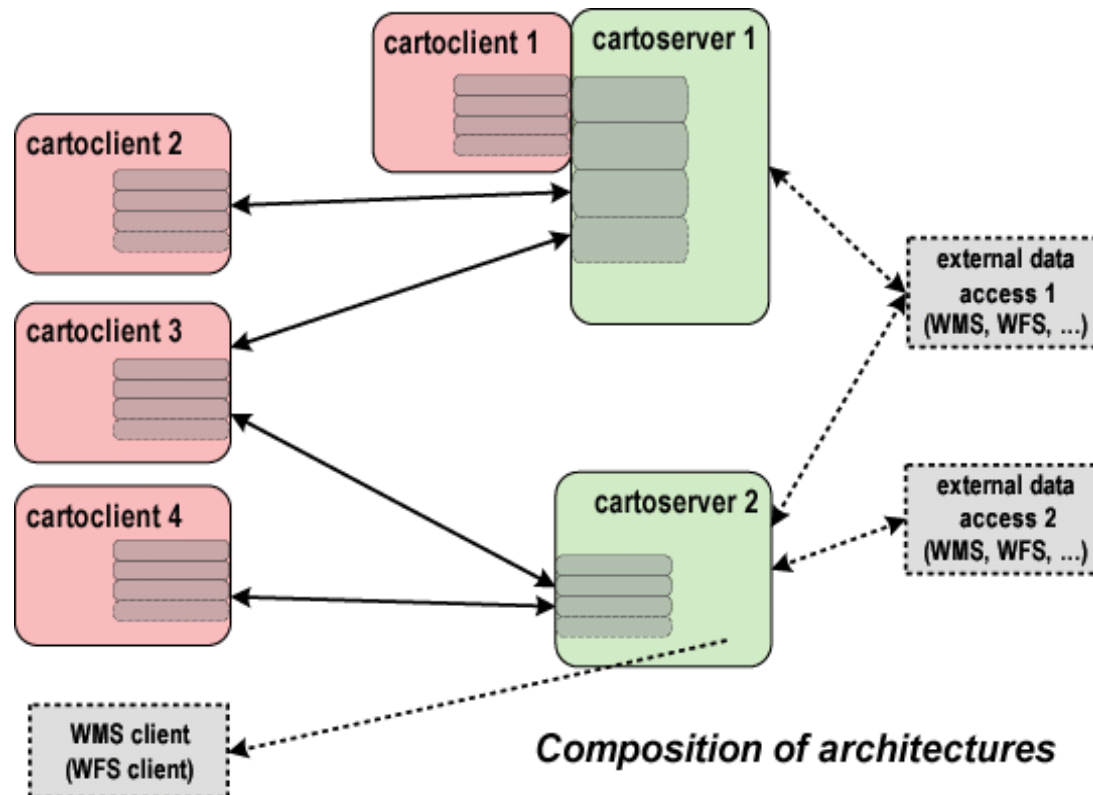 cartoclient 1
cartoserver 1
cartoclient 2
external data
access 1
(WMS, WFS, ...)
cartoclient 3
cartoserver 2
external data
access 2
(WMS, WFS, ...)
cartoclient 4
WMS client
(WFS client)
Composition of architectures